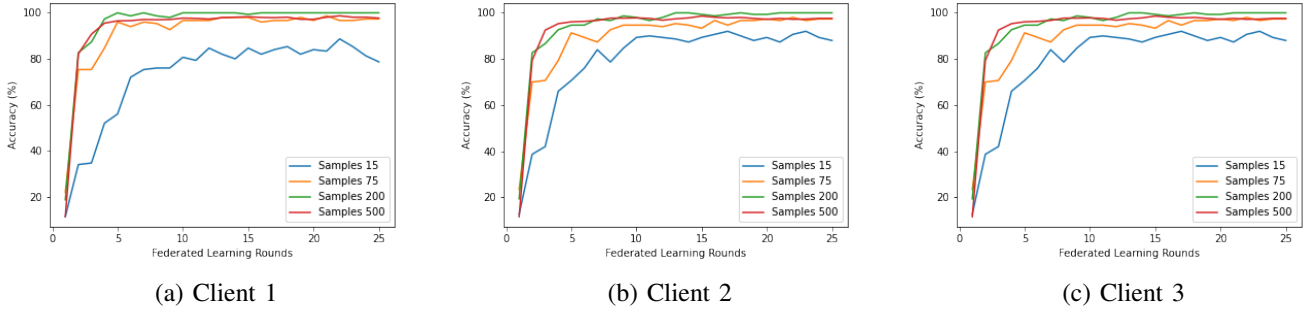 100
80
60
40
20
Accuracy (%)
0
5
10
15
20
25
Federated Learning Rounds
Samples 15
Samples 75
Samples 200
Samples 500
(a) Client 1
100
80
60
40
20
Accuracy (%)
0
5
10
15
20
25
Federated Learning Rounds
Samples 15
Samples 75
Samples 200
Samples 500
(b) Client 2
100
80
60
40
20
Accuracy (%)
0
5
10
15
20
25
Federated Learning Rounds
Samples 15
Samples 75
Samples 200
Samples 500
(c) Client 3